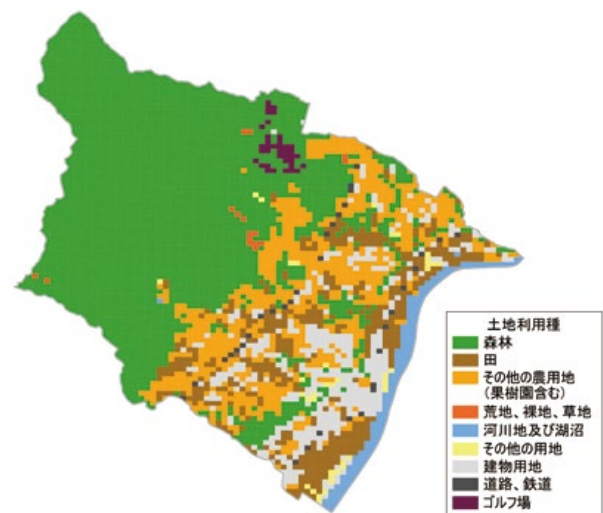 土地利用種
森林
田
その他の農用地
(果樹園含む)
荒地、裸地、草地
河川地及び湖沼
その他の用地
建物用地
道路、鉄道
ゴルフ場